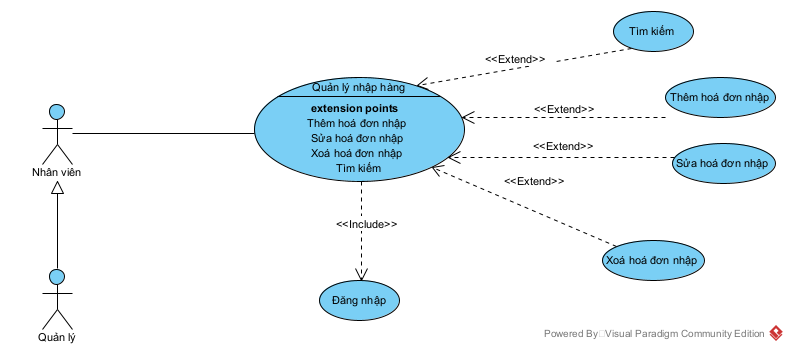 Tìm kiếm
<<Extend>>
Quản lý nhập hàng
extension points
Thêm hoá đơn nhập
Sửa hoá đơn nhập
Xoá hoá đơn nhập
Tìm kiếm
<<Extend>>
Thêm hoá đơn nhập
<<Extend>>
Sửa hoá đơn nhập
<<Extend>>
Xoá hoá đơn nhập
Nhân viên
<<Include>>
Đăng nhập
Quản lý
Powered By Visual Paradigm Community Edition